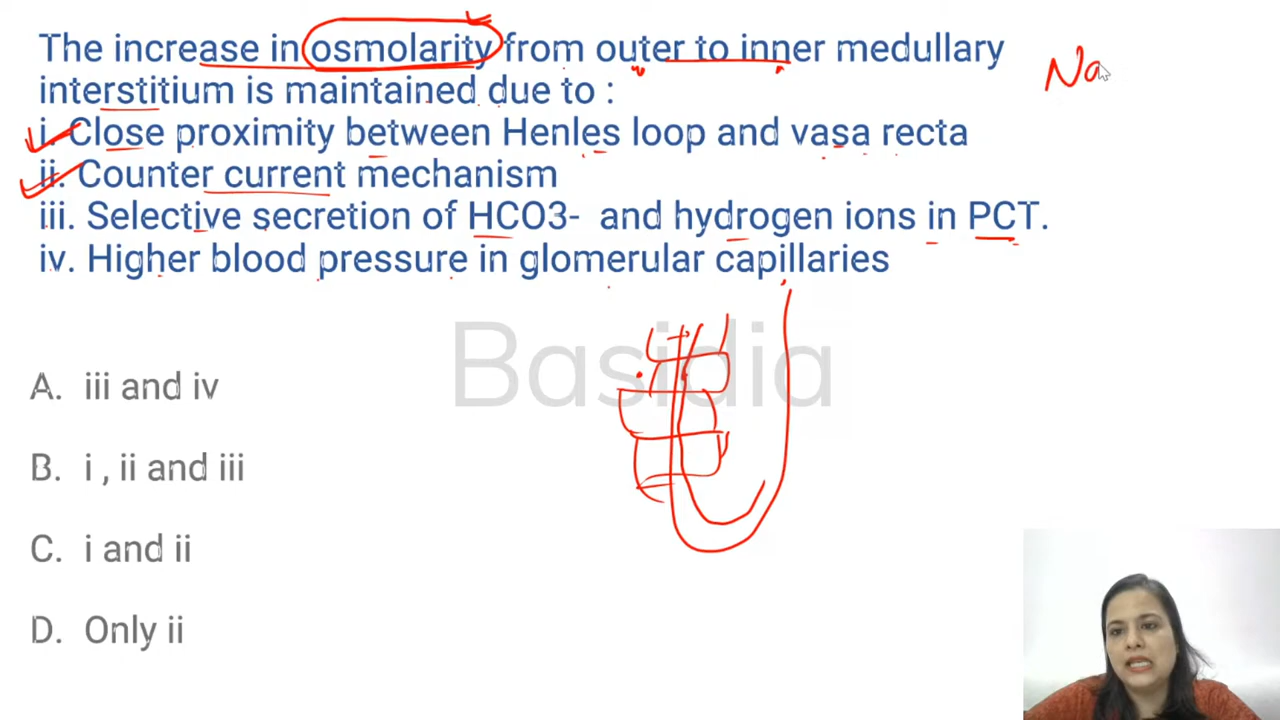 The increase in osmolarity from outer to inner medullary
interstitium is maintained due to :
i. Close proximity between Henles loop and vasa recta
ii. Counter current mechanism
iii. Selective secretion of HCO3- and hydrogen ions in PCT.
iv. Higher blood pressure in glomerular capillaries
Na
Basidia
A. iii and iv
B. i , ii and iii
C. i and ii
D. Only ii